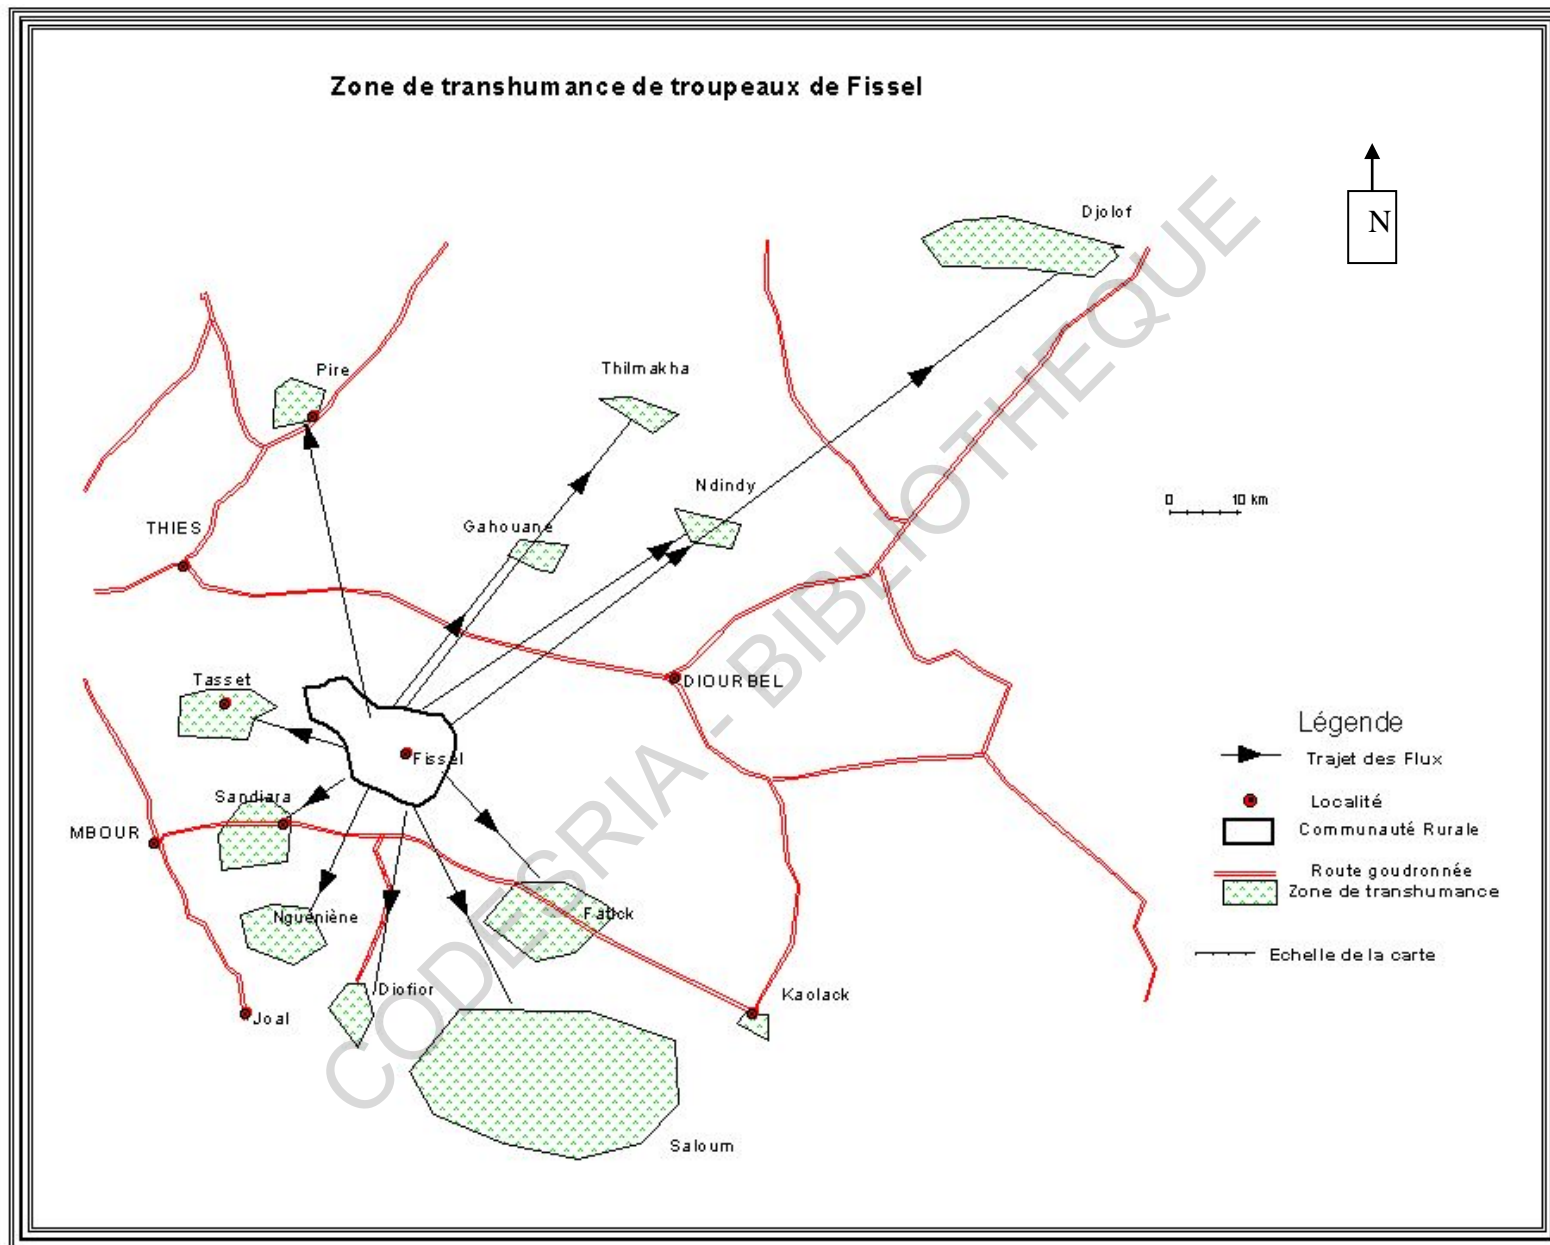 Zone de transhumance de troupeaux de Fissel
N
Djolof
Pire
Thilmakha
Ndindy
0 10 km
Gahouane
THIES
Tasset
DIOURBEL
Fissel
Légende
Trajet des Flux
Sandiara
Localité
MBOUR
Communauté Rurale
Route goudronnée
Zone de transhumance
Nguéniène
Fatick
Echelle de la carte
Diofior
Kaolack
Joal
Saloum
CODESRIA - BIBLIOTHEQUE